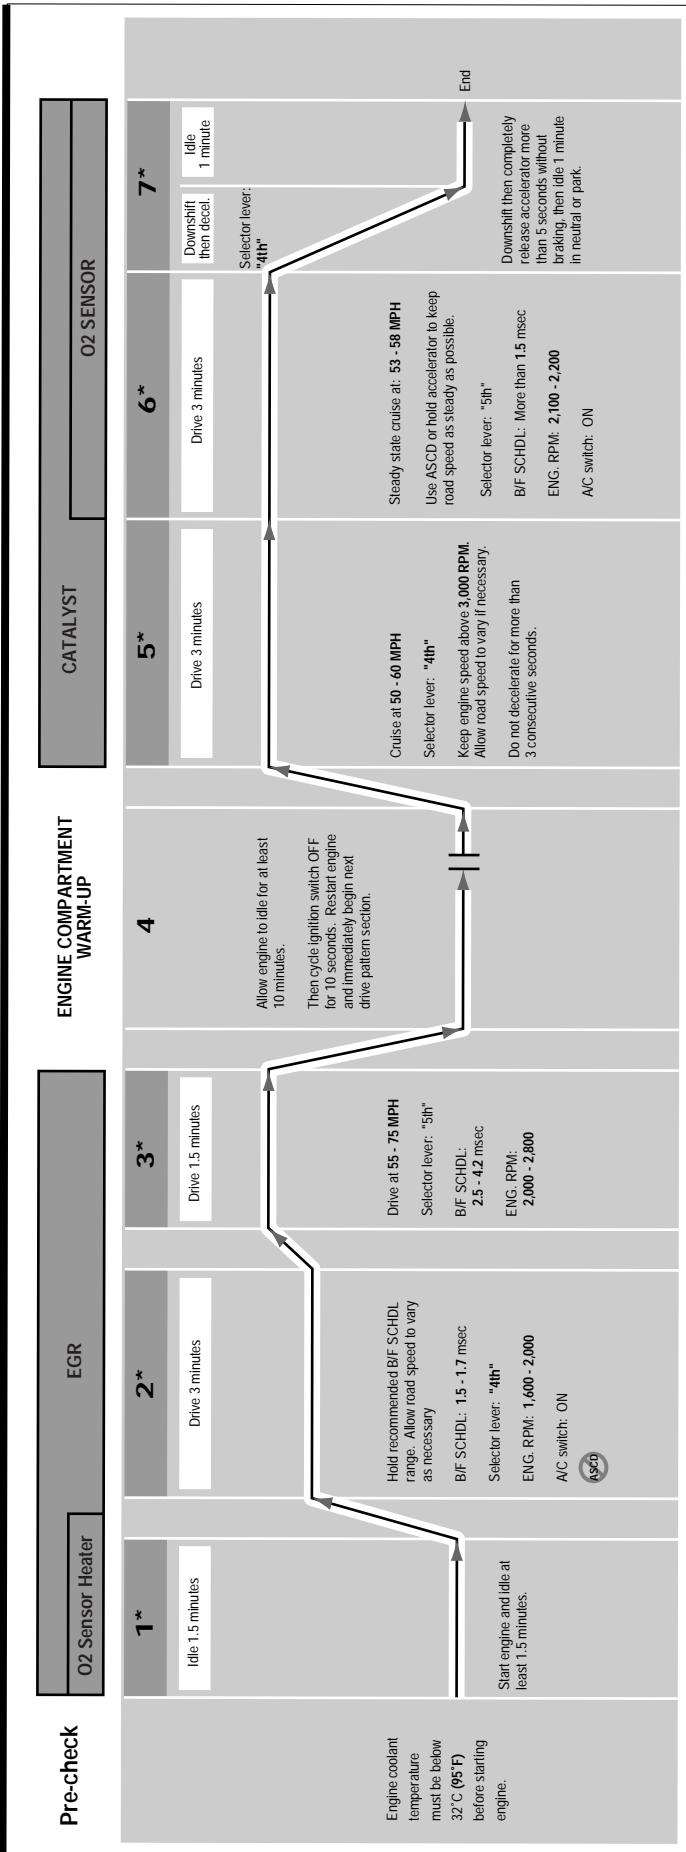 Pre-check
Engine coolant
temperature
must be below
32˚C (95˚F)
before starting
engine.
EGR
O2 Sensor Heater
1*
Idle 1.5 minutes
Start engine and idle at
least 1.5 minutes.
2*
Drive 3 minutes
Hold recommended B/F SCHDL
range. Allow road speed to vary
as necessary
B/F SCHDL: 1.5 - 1.7 msec
Selector lever: "4th"
ENG. RPM: 1,600 - 2,000
A/C switch: ON
ASCD
3*
Drive 1.5 minutes
Drive at 55 - 75 MPH
Selector lever: "5th"
B/F SCHDL:
2.5 - 4.2 msec
ENG. RPM:
2,000 - 2,800
ENGINE COMPARTMENT
WARM-UP
4
Allow engine to idle for at least
10 minutes.
Then cycle ignition switch OFF
for 10 seconds. Restart engine
and immediately begin next
drive pattern section.
CATALYST
O2 SENSOR
5*
Drive 3 minutes
Cruise at 50 - 60 MPH
Selector lever: "4th"
Keep engine speed above 3,000 RPM.
Allow road speed to vary if necessary.
Do not decelerate for more than
3 consecutive seconds.
6*
Drive 3 minutes
Steady state cruise at: 53 - 58 MPH
Use ASCD or hold accelerator to keep
road speed as steady as possible.
Selector lever: "5th"
B/F SCHDL: More than 1.5 msec
ENG. RPM: 2,100 - 2,200
A/C switch: ON
7*
Downshift
then decel.
Idle
1 minute
Selector lever:
"4th"
Downshift then completely
release accelerator more
than 5 seconds without
braking, then idle 1 minute
in neutral or park.
End